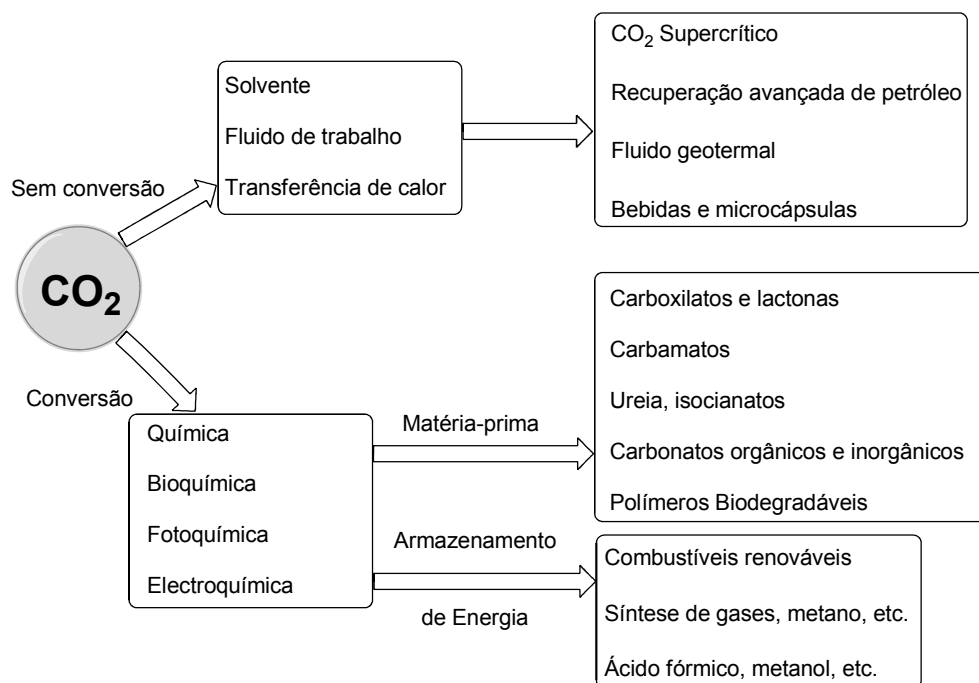 CO₂
Sem conversão
Solvente
Fluido de trabalho
Transferência de calor
CO₂ Supercrítico
Recuperação avançada de petróleo
Fluido geotermal
Bebidas e microcápsulas
Conversão
Química
Bioquímica
Fotoquímica
Electroquímica
Matéria-prima
Carboxilatos e lactonas
Carbamatos
Ureia, isocianatos
Carbonatos orgânicos e inorgânicos
Polímeros Biodegradáveis
Armazenamento
de Energia
Combustíveis renováveis
Síntese de gases, metano, etc.
Ácido fórmico, metanol, etc.